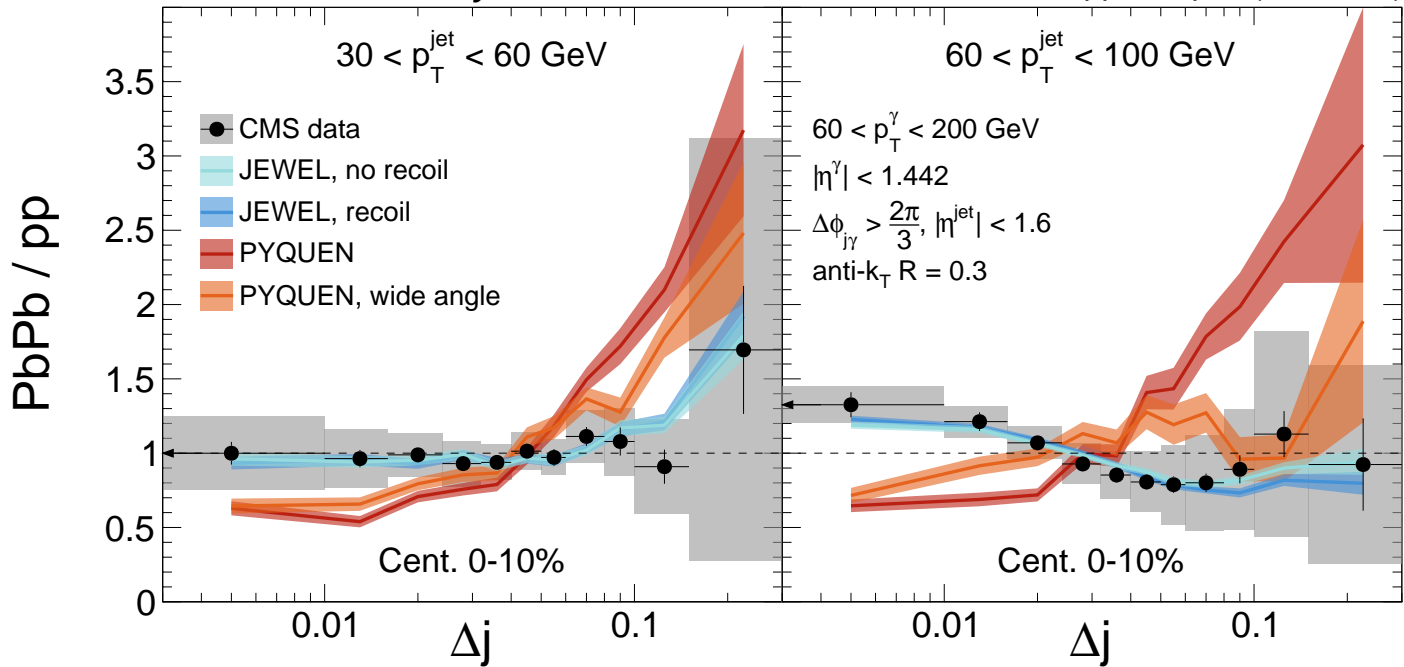 30 < p_T^jet < 60 GeV
60 < p_T^jet < 100 GeV
CMS data
JEWEL, no recoil
JEWEL, recoil
PYQUEN
PYQUEN, wide angle
60 < p_T^γ < 200 GeV
|η^γ| < 1.442
Δϕ_jγ > 2π/3, |η^jet| < 1.6
anti-k_T R = 0.3
PbPb / pp
3.5
3
2.5
2
1.5
1
0.5
0
Cent. 0-10%
Cent. 0-10%
0.01 0.1
0.01 0.1
Δj
Δj